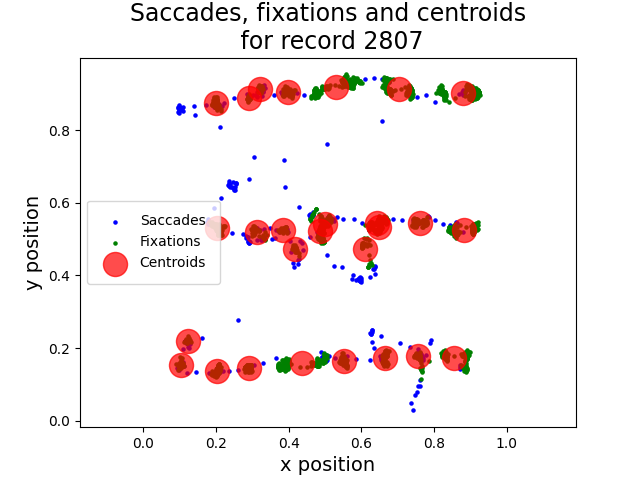 Saccades, fixations and centroids
for record 2807
y position
0.8
0.6
0.4
0.2
0.0
Saccades
Fixations
Centroids
0.0 0.2 0.4 0.6 0.8 1.0
x position